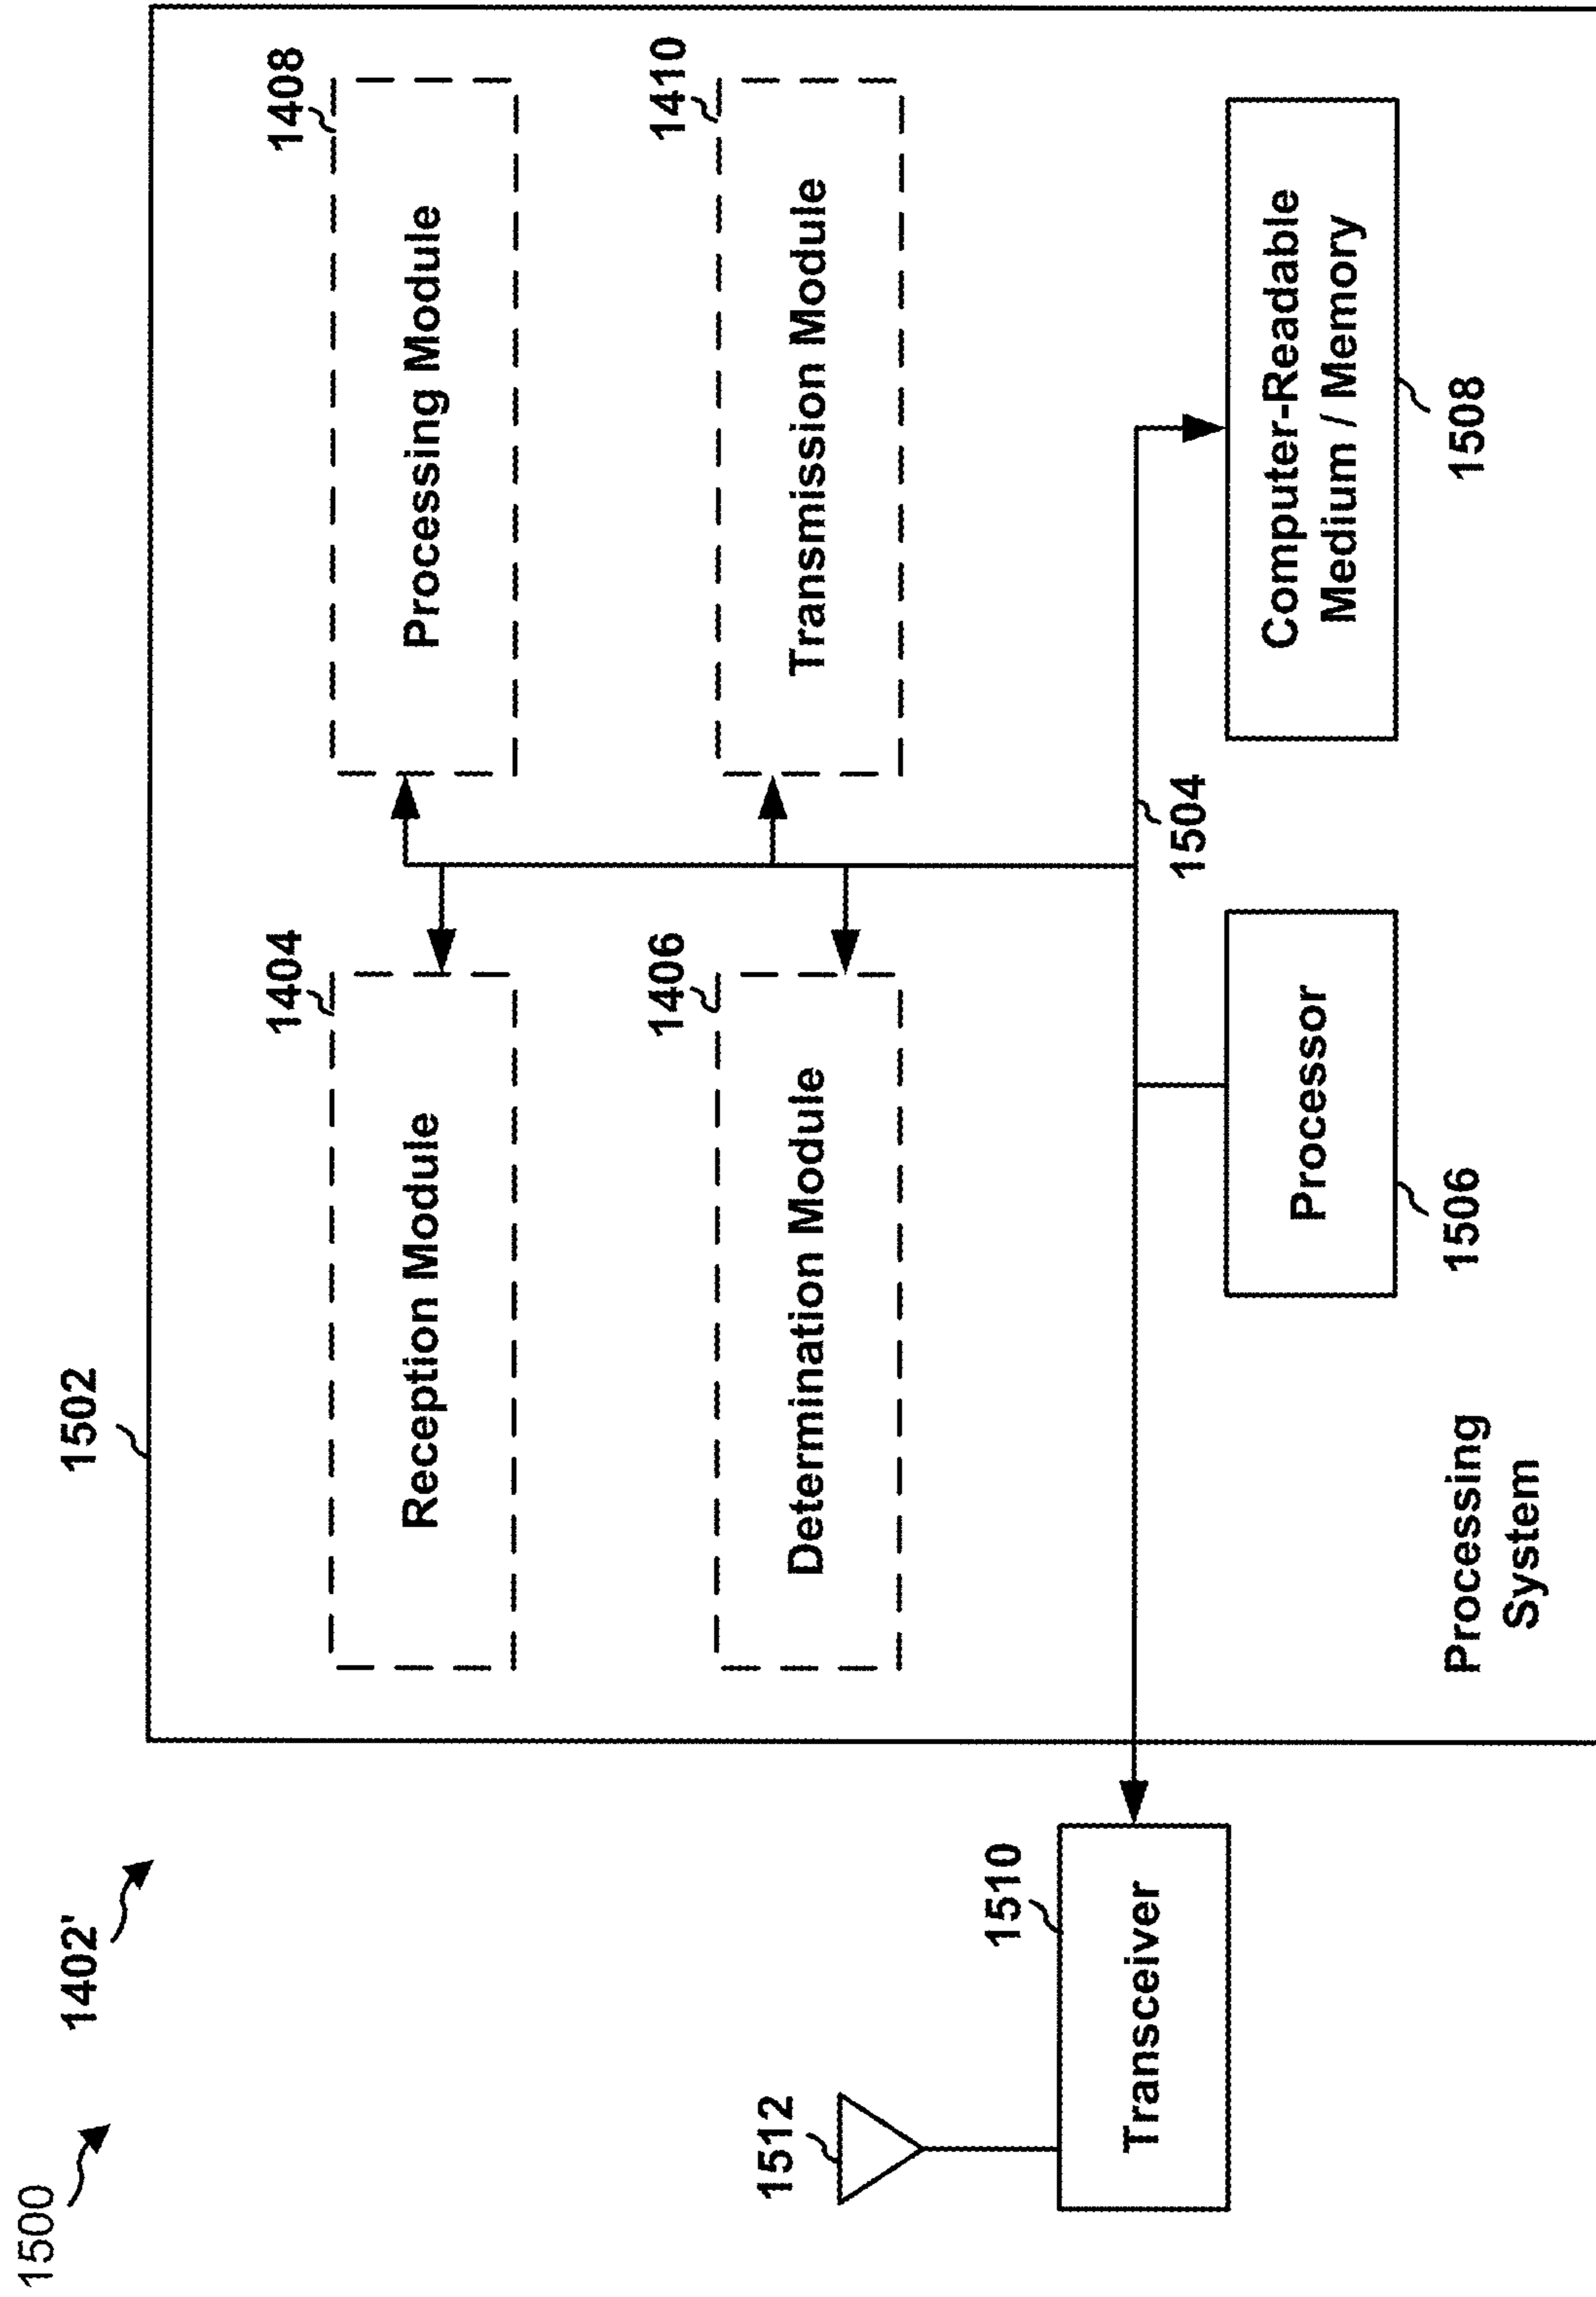 1500
1402'
1502
1404
Reception Module
1408
Processing Module
1406
Determination Module
1410
Transmission Module
1512
1510
Transceiver
1504
Processor
1506
Computer-Readable
Medium / Memory
1508
Processing
System